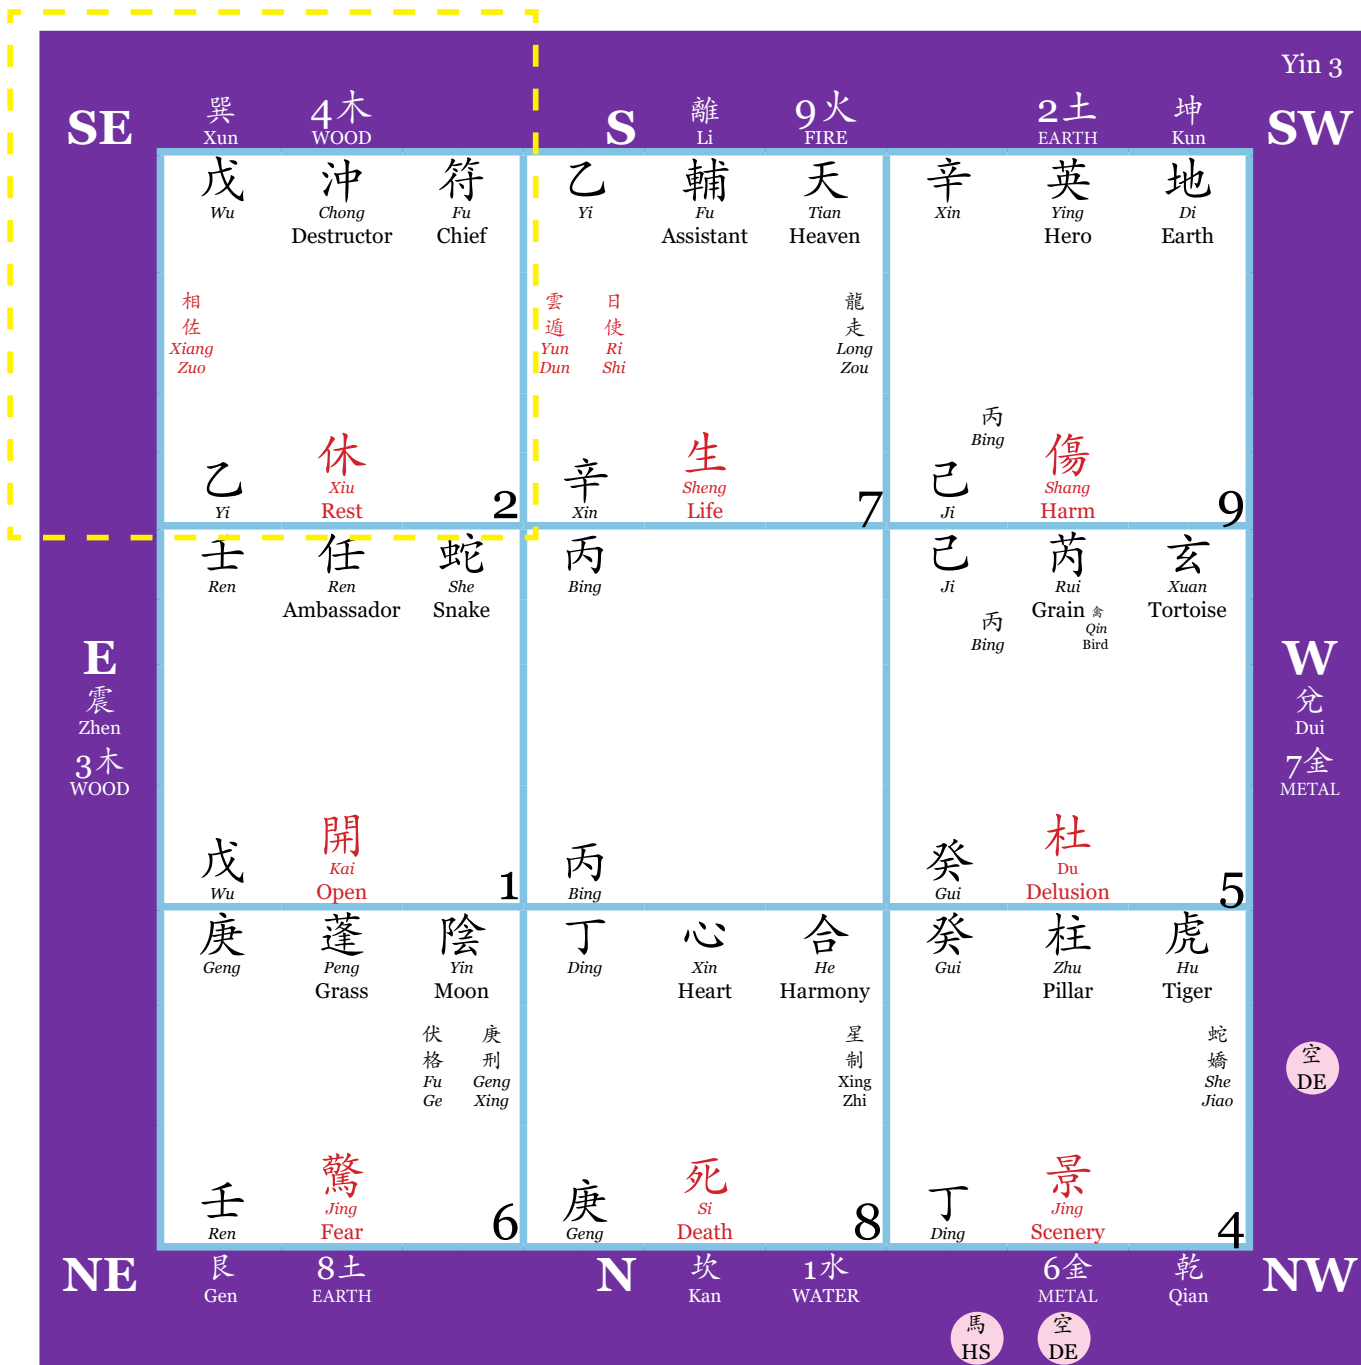 Yin 3
SE
巽
Xun
4木
WOOD
S
離
Li
9火
FIRE
2土
EARTH
坤
Kun
SW
戊
Wu
沖
Chong
Destructor
符
Fu
Chief
相
佐
Xiang
Zuo
乙
Yi
休
Xiu
Rest
2
乙
Yi
輔
Fu
Assistant
天
Tian
Heaven
雲
遁
Yun
Dun
日
使
Ri
Shi
龍
走
Long
Zou
辛
Xin
生
Sheng
Life
7
辛
Xin
英
Ying
Hero
地
Di
Earth
丙
Bing
己
Ji
傷
Shang
Harm
9
E
震
Zhen
3木
WOOD
壬
Ren
任
Ren
Ambassador
蛇
She
Snake
戊
Wu
開
Kai
Open
1
丙
Bing
丙
Bing
己
Ji
丙
Bing
芮
Rui
Grain
禽
Qin
Bird
玄
Xuan
Tortoise
癸
Gui
杜
Du
Delusion
5
W
兌
Dui
7金
METAL
庚
Geng
蓬
Peng
Grass
陰
Yin
Moon
伏
格
Fu
Ge
庚
刑
Geng
Xing
壬
Ren
驚
Jing
Fear
6
丁
Ding
心
Xin
Heart
合
He
Harmony
星
制
Xing
Zhi
庚
Geng
死
Si
Death
8
癸
Gui
柱
Zhu
Pillar
虎
Hu
Tiger
蛇
嬌
She
Jiao
丁
Ding
景
Jing
Scenery
4
空
DE
NE
艮
Gen
8土
EARTH
N
坎
Kan
1水
WATER
6金
METAL
乾
Qian
NW
馬
HS
空
DE